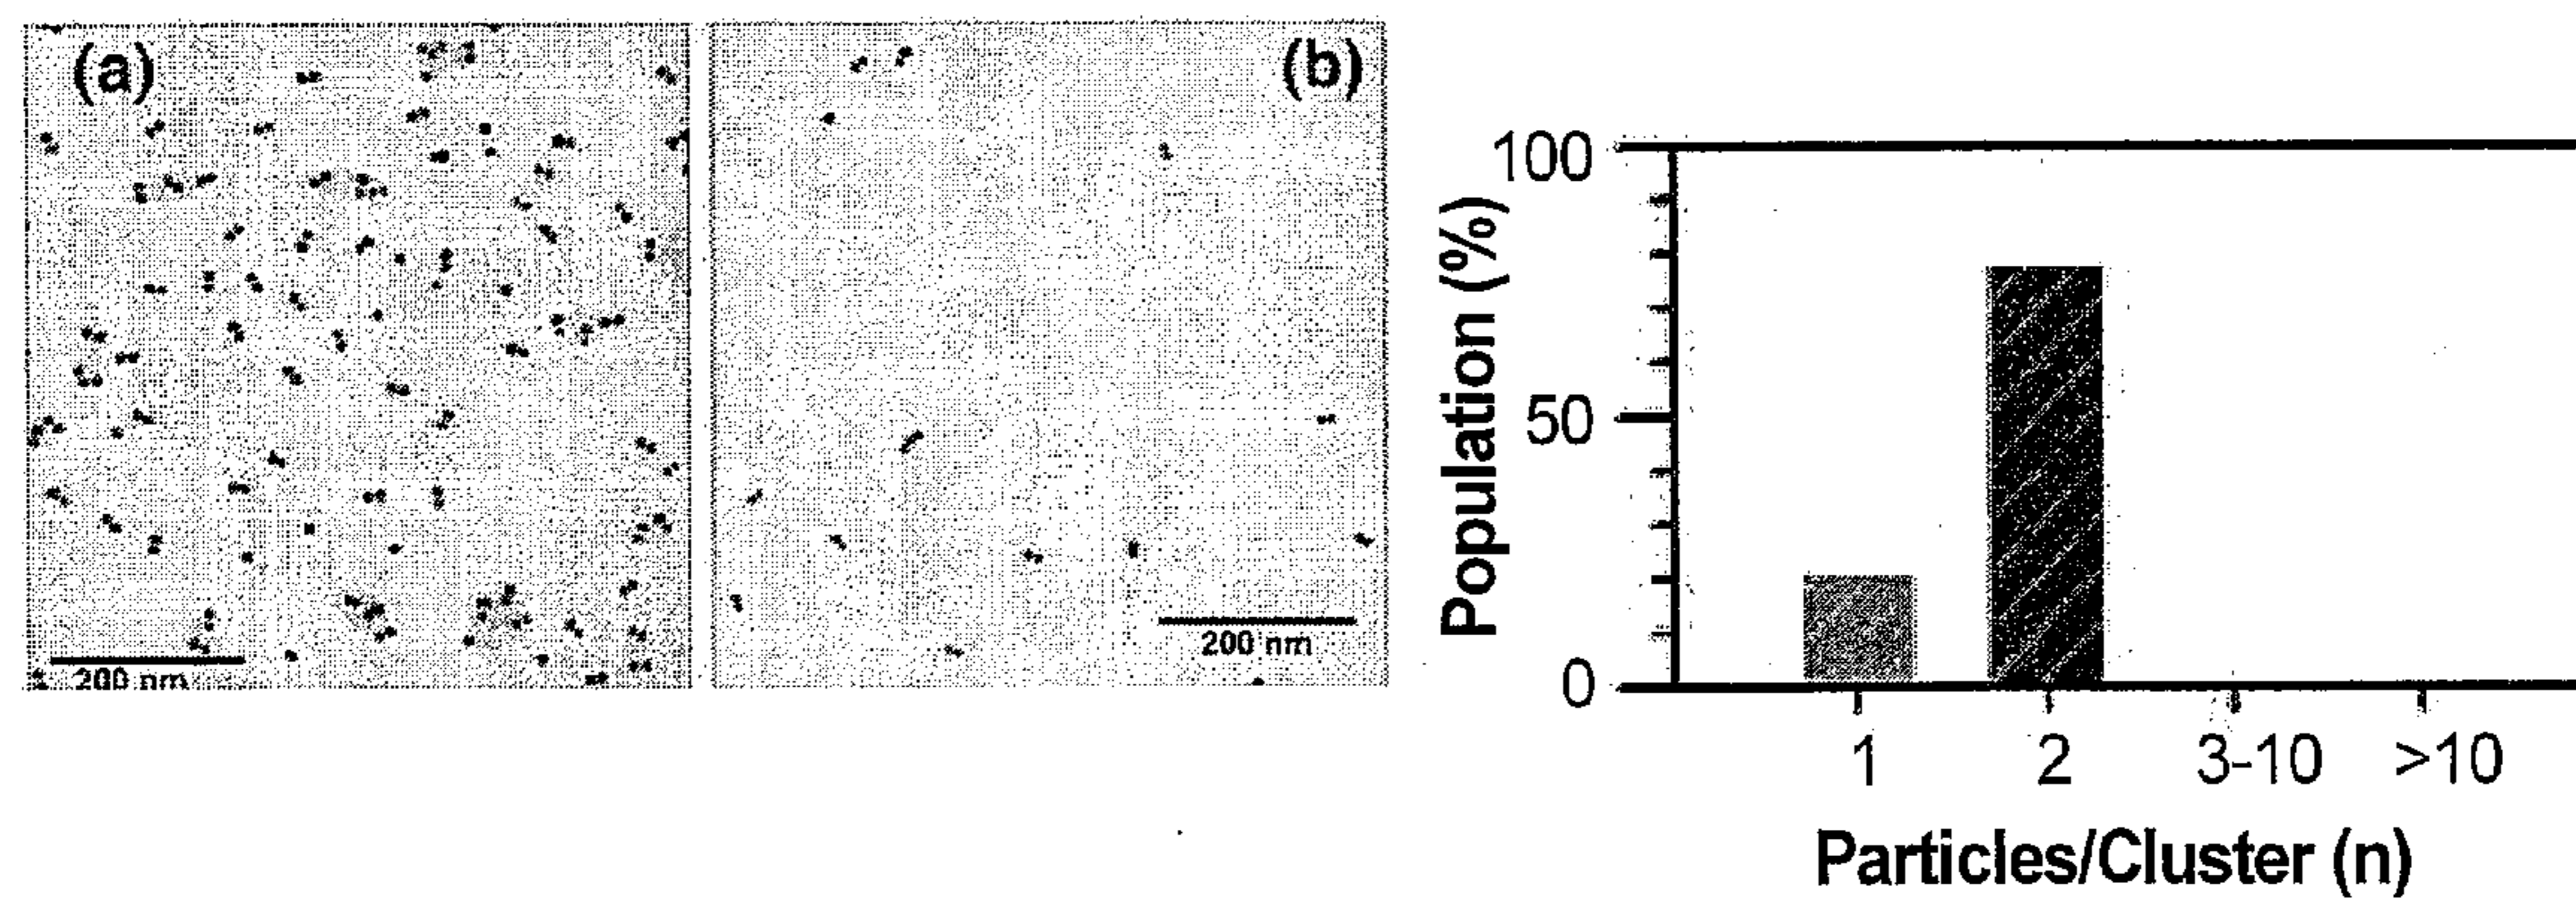 (a)
200 nm
(b)
200 nm
Population (%)
100
50
0
1 2 3-10 >10
Particles/Cluster (n)